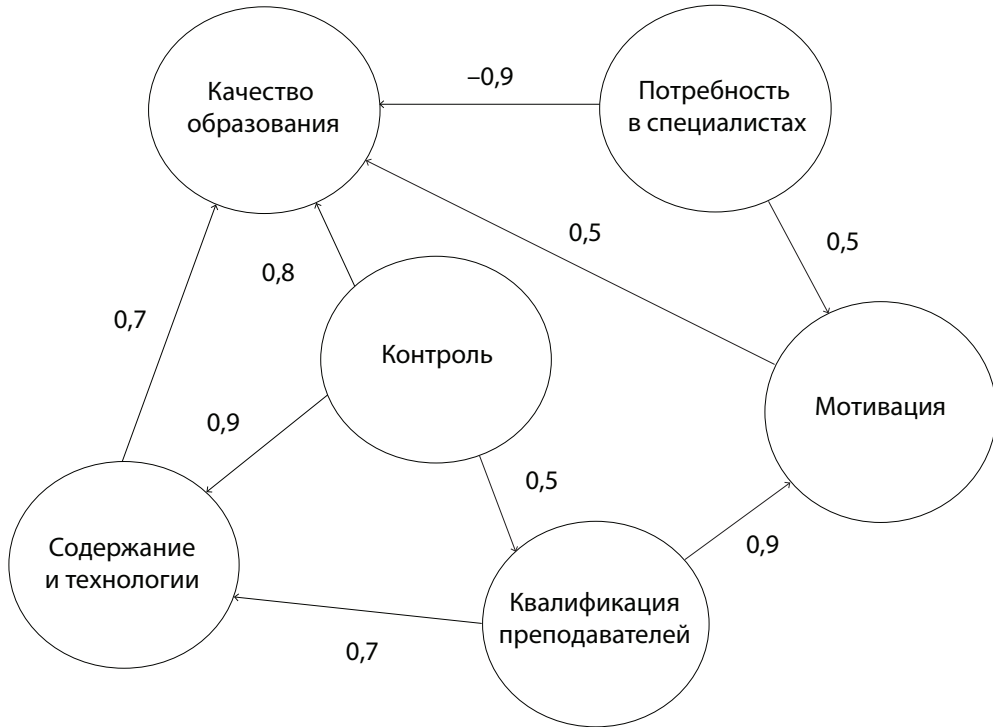 Качество
образования
–0,9
Потребность
в специалистах
0,5
0,5
0,8
0,7
Контроль
Мотивация
0,9
0,5
0,9
Содержание
и технологии
Квалификация
преподавателей
0,7